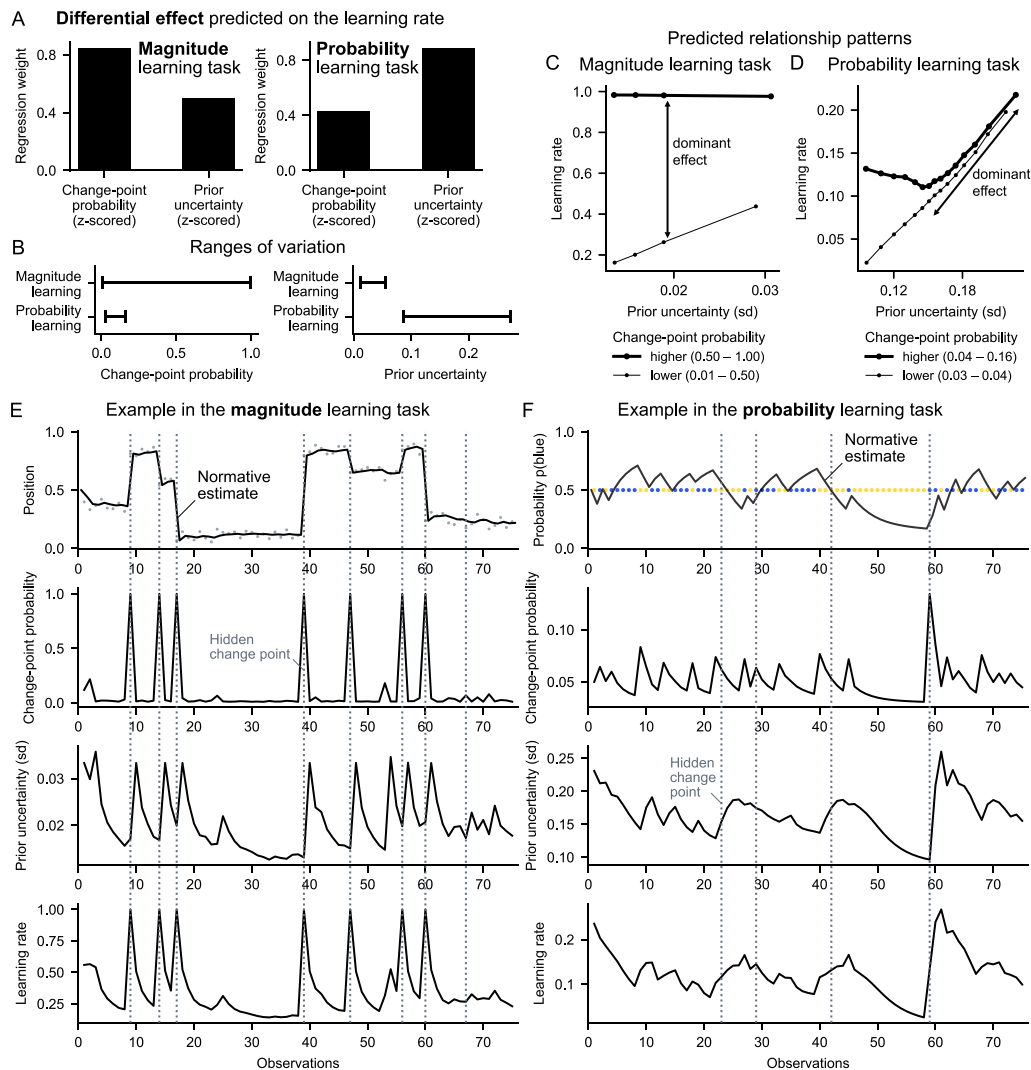 A
Differential effect predicted on the learning rate
Regression weight
0.8
0.4
0.0
Magnitude
learning task
Change-point
probability
(z-scored)
Prior
uncertainty
(z-scored)
Regression weight
0.8
0.4
0.0
Probability
learning task
Change-point
probability
(z-scored)
Prior
uncertainty
(z-scored)
B
Ranges of variation
Magnitude
learning
Probability
learning
0.0
0.5
1.0
Change-point probability
Magnitude
learning
Probability
learning
0.0
0.1
0.2
Prior uncertainty
Predicted relationship patterns
C
Magnitude learning task
Learning rate
1.0
0.8
0.6
0.4
0.2
dominant
effect
0.02
0.03
Prior uncertainty (sd)
Change-point probability
higher (0.50 – 1.00)
lower (0.01 – 0.50)
D
Probability learning task
Learning rate
0.20
0.15
0.10
0.05
dominant
effect
0.12
0.18
Prior uncertainty (sd)
Change-point probability
higher (0.04 – 0.16)
lower (0.03 – 0.04)
E
Example in the magnitude learning task
Position
1.0
0.5
0.0
Normative
estimate
0 10 20 30 40 50 60 70
Change-point probability
1.0
0.5
0.0
Hidden
change point
0 10 20 30 40 50 60 70
Prior uncertainty (sd)
0.03
0.02
0 10 20 30 40 50 60 70
Learning rate
1.00
0.75
0.50
0.25
0 10 20 30 40 50 60 70
Observations
F
Example in the probability learning task
Probability p(blue)
1.0
0.5
0.0
Normative
estimate
0 10 20 30 40 50 60 70
Change-point probability
0.10
0.05
0 10 20 30 40 50 60 70
Prior uncertainty (sd)
0.25
0.20
0.15
0.10
Hidden
change
point
0 10 20 30 40 50 60 70
Learning rate
0.2
0.1
0 10 20 30 40 50 60 70
Observations